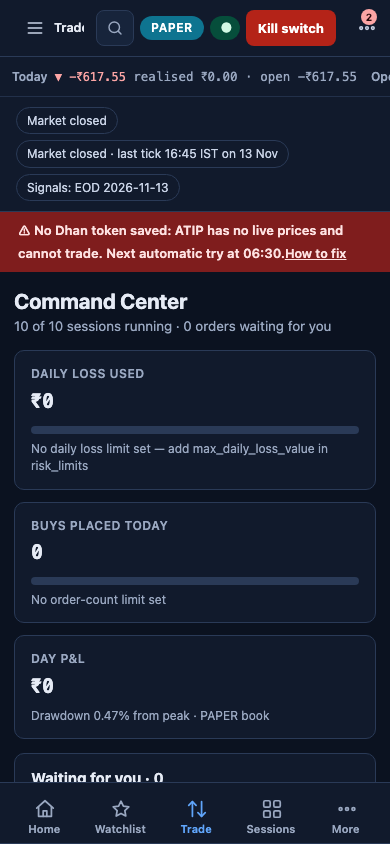 Trade
PAPER
Kill switch
2
Today ▼ −₹617.55 realised ₹0.00 · open −₹617.55
Market closed
Market closed · last tick 16:45 IST on 13 Nov
Signals: EOD 2026-11-13
⚠ No Dhan token saved: ATIP has no live prices and
cannot trade. Next automatic try at 06:30.How to fix
Command Center
10 of 10 sessions running · 0 orders waiting for you
DAILY LOSS USED
₹0
No daily loss limit set — add max_daily_loss_value in
risk_limits
BUYS PLACED TODAY
0
No order-count limit set
DAY P&L
₹0
Drawdown 0.47% from peak · PAPER book
Waiting for you · 0
Home
Watchlist
Trade
Sessions
More